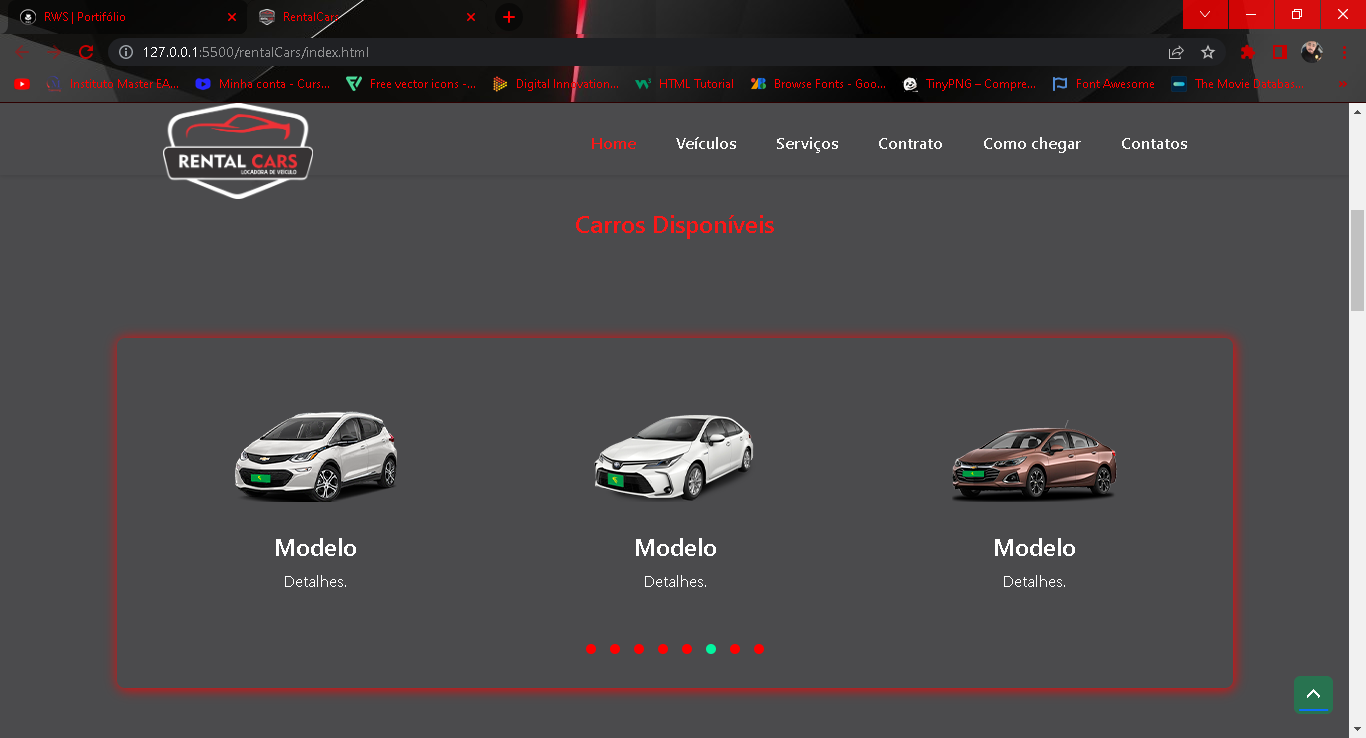 RWS | Portifólio
RentalCars
127.0.0.1:5500/rentalCars/index.html
Instituto Master EA...
Minha conta - Curs...
Free vector icons -...
Digital Innovation...
HTML Tutorial
Browse Fonts - Goo...
TinyPNG – Compre...
Font Awesome
The Movie Databas...
RENTAL CARS
LOCADORA DE VEICULO
Home
Veículos
Serviços
Contrato
Como chegar
Contatos
Carros Disponíveis
Modelo
Detalhes.
Modelo
Detalhes.
Modelo
Detalhes.